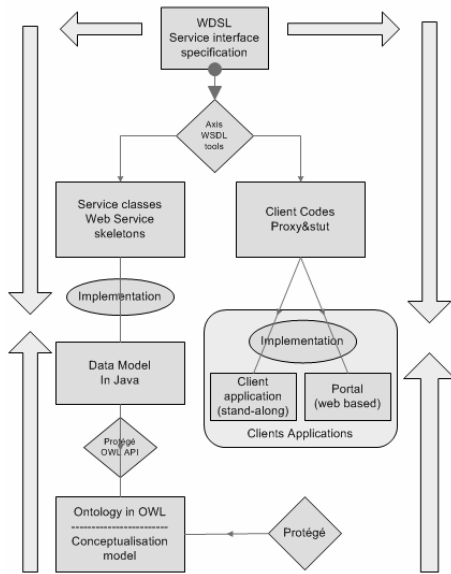 WDSL
Service interface
specification
Axis
WSDL
tools
Service classes
Web Service
skeletons
Client Codes
Proxy&stut
Implementation
Implementation
Data Model
In Java
Client
application
(stand-along)
Portal
(web based)
Clients Applications
Protégé
OWL API
Ontology in OWL
------------------------
Conceptualisation
model
Protégé